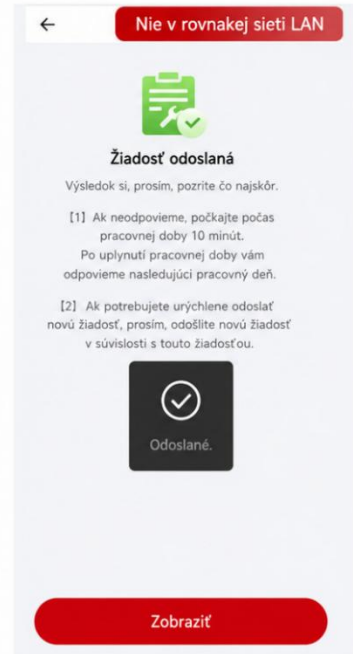 Nie v rovnakej sieti LAN
Žiadosť odoslaná
Výsledok si, prosím, pozrite čo najskôr.
[1] Ak neodpovieme, počkajte počas
pracovnej doby 10 minút.
Po uplynutí pracovnej doby vám
odpovieme nasledujúci pracovný deň.
[2] Ak potrebujete urýchlene odoslať
novú žiadosť, prosím, odošlite novú žiadosť
v súvislosti s touto žiadosťou.
Odoslané.
Zobraziť